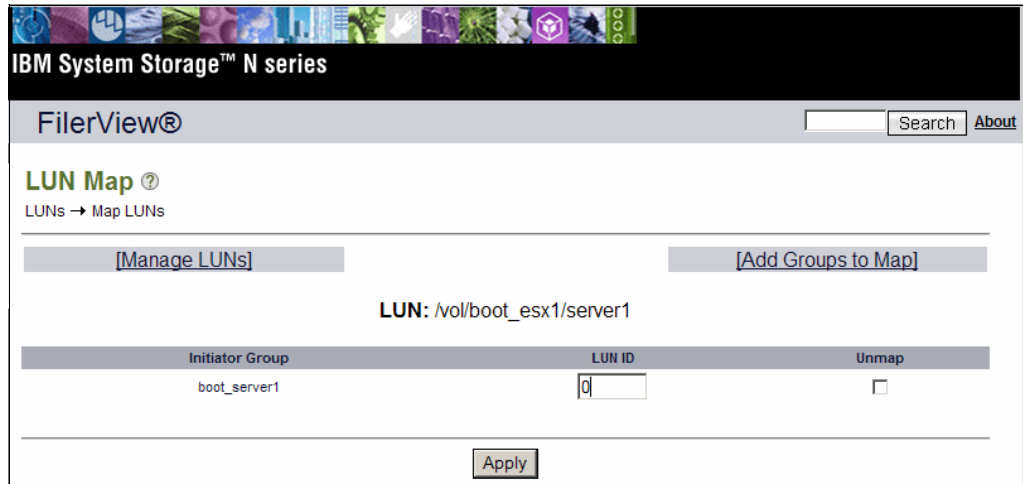 IBM System Storage™ N series
FilerView®
Search About
LUN Map ?
LUNs → Map LUNs
[Manage LUNs] [Add Groups to Map]
LUN: /vol/boot_esx1/server1
Initiator Group LUN ID Unmap
boot_server1 0
Apply